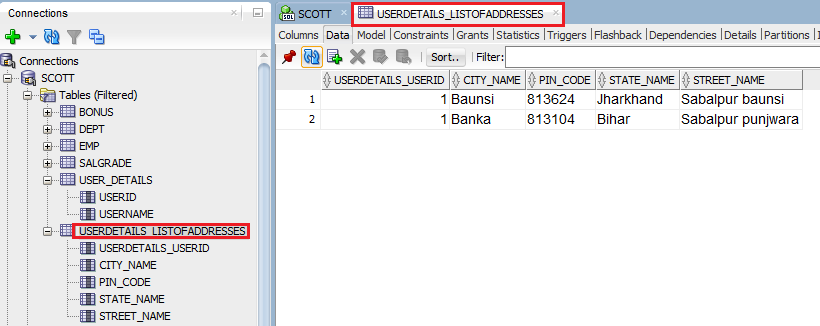 Connections
Connections
SCOTT
Tables (Filtered)
BONUS
DEPT
EMP
SALGRADE
USER_DETAILS
USERID
USERNAME
USERDETAILS_LISTOFADDRESSES
USERDETAILS_USERID
CITY_NAME
PIN_CODE
STATE_NAME
STREET_NAME
SCOTT USERDETAILS_LISTOFADDRESSES
Columns Data Model Constraints Grants Statistics Triggers Flashback Dependencies Details Partitions
Sort.. Filter:
USERDETAILS_USERID CITY_NAME PIN_CODE STATE_NAME STREET_NAME
1 1 Baunsi 813624 Jharkhand Sabalpur baunsi
2 1 Banka 813104 Bihar Sabalpur punjwara